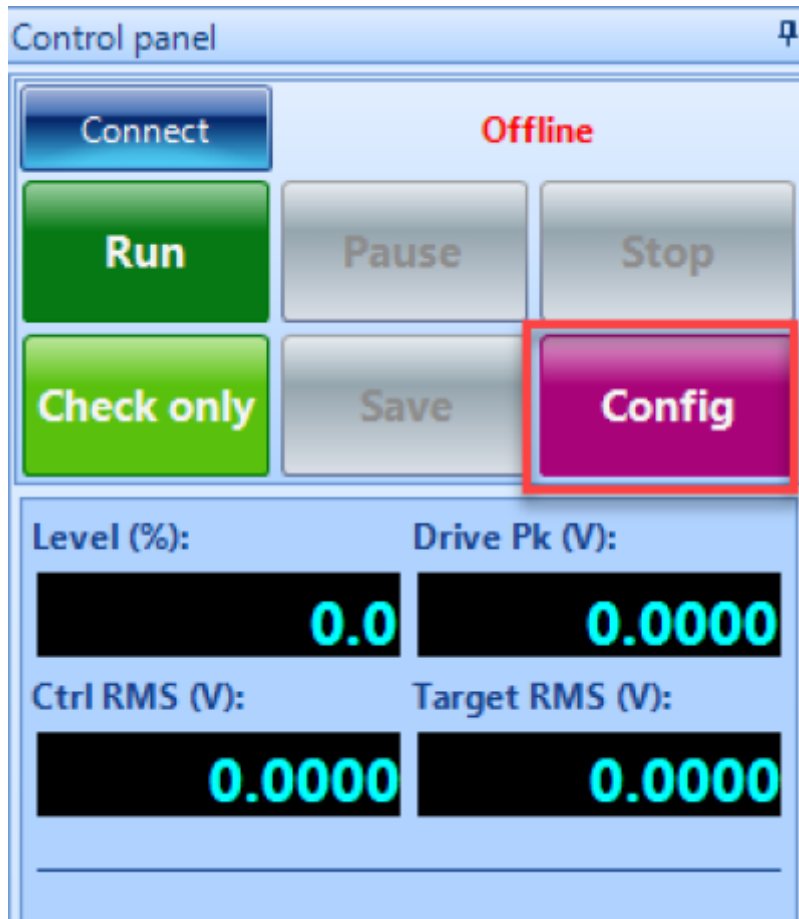 Control panel
Connect Offline
Run Pause Stop
Check only Save Config
Level (%): Drive Pk (V):
0.0 0.0000
Ctrl RMS (V): Target RMS (V):
0.0000 0.0000